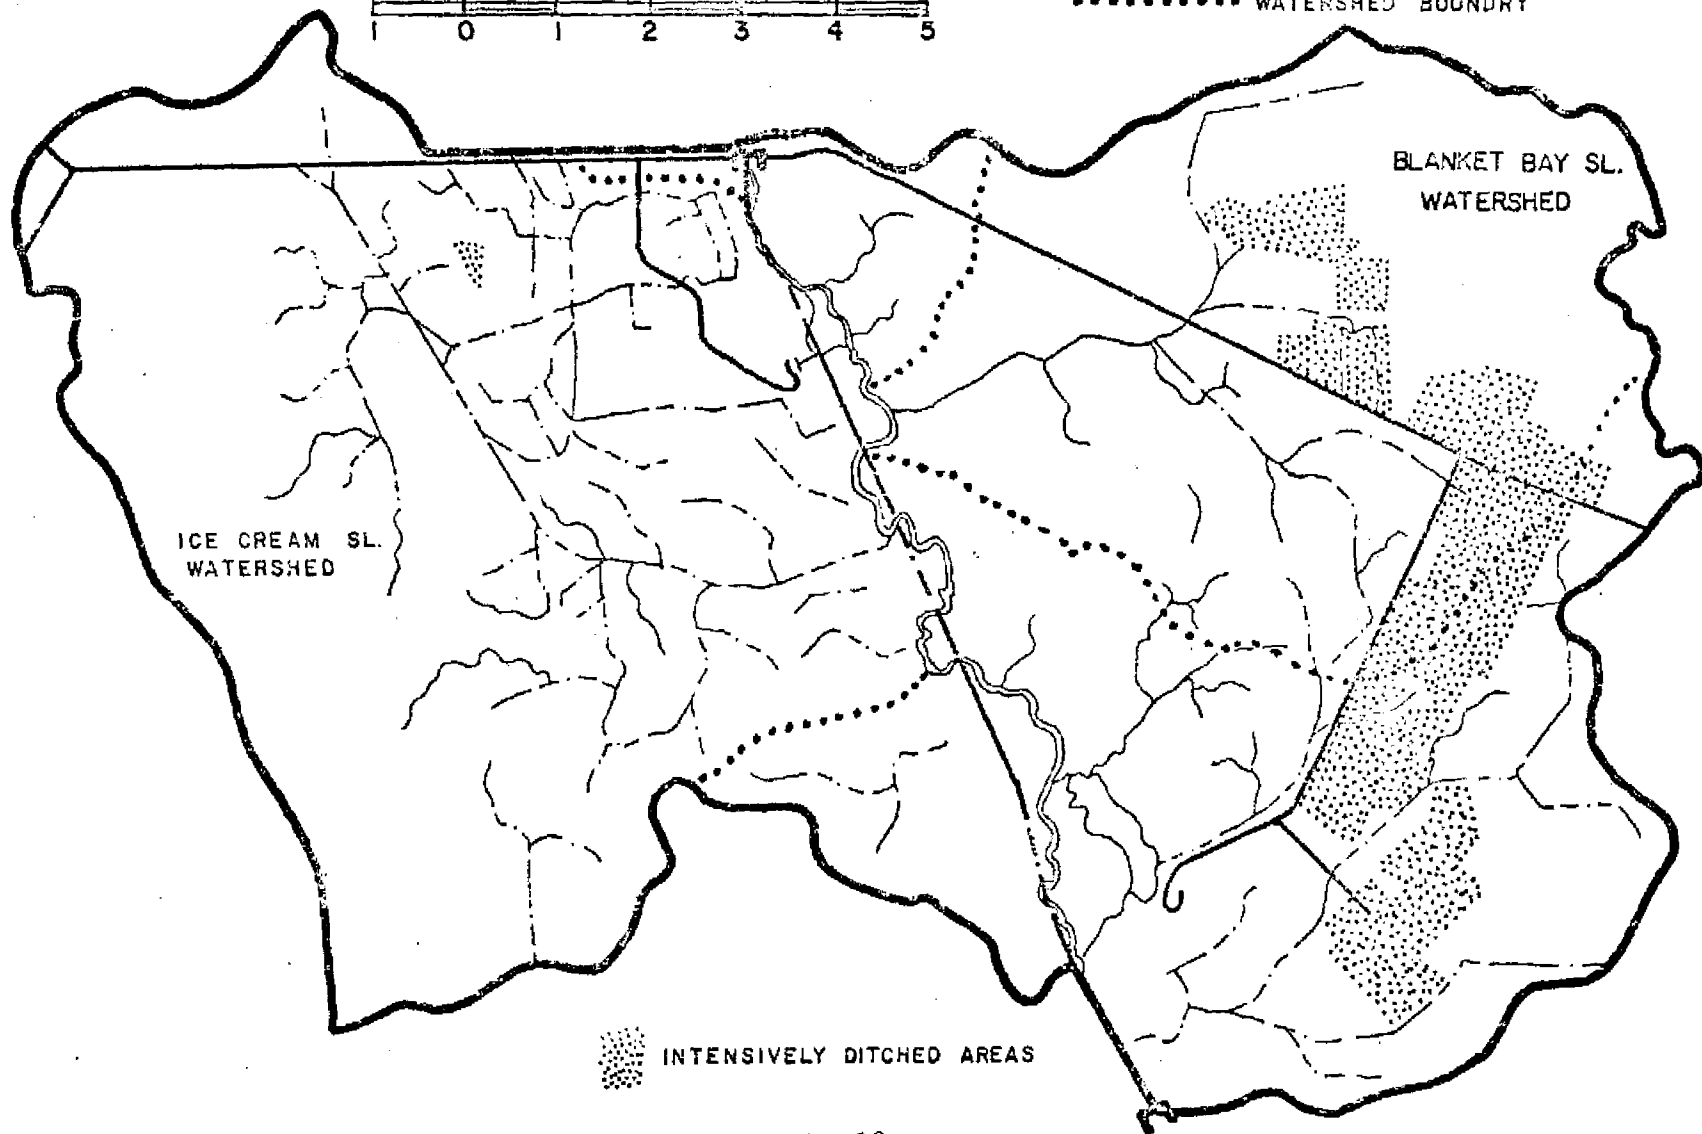 WATERSHED BOUNDRY
1 0 1 2 3 4 5
BLANKET BAY SL.
WATERSHED
ICE CREAM SL.
WATERSHED
INTENSIVELY DITCHED AREAS